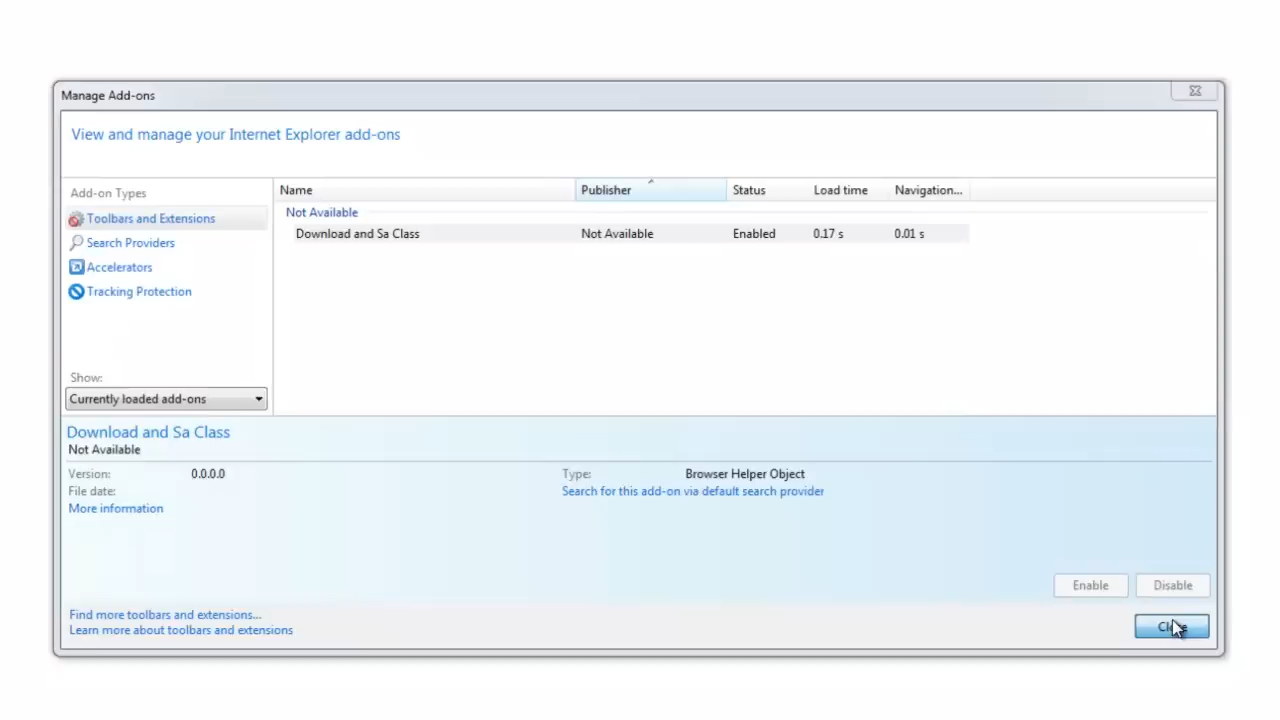 Manage Add-ons
View and manage your Internet Explorer add-ons
Add-on Types
Toolbars and Extensions
Search Providers
Accelerators
Tracking Protection
Show:
Currently loaded add-ons
Name Publisher Status Load time Navigation...
Not Available
Download and Sa Class Not Available Enabled 0.17 s 0.01 s
Download and Sa Class
Not Available
Version: 0.0.0.0
File date:
More information
Type: Browser Helper Object
Search for this add-on via default search provider
Enable Disable
Find more toolbars and extensions...
Learn more about toolbars and extensions
Close